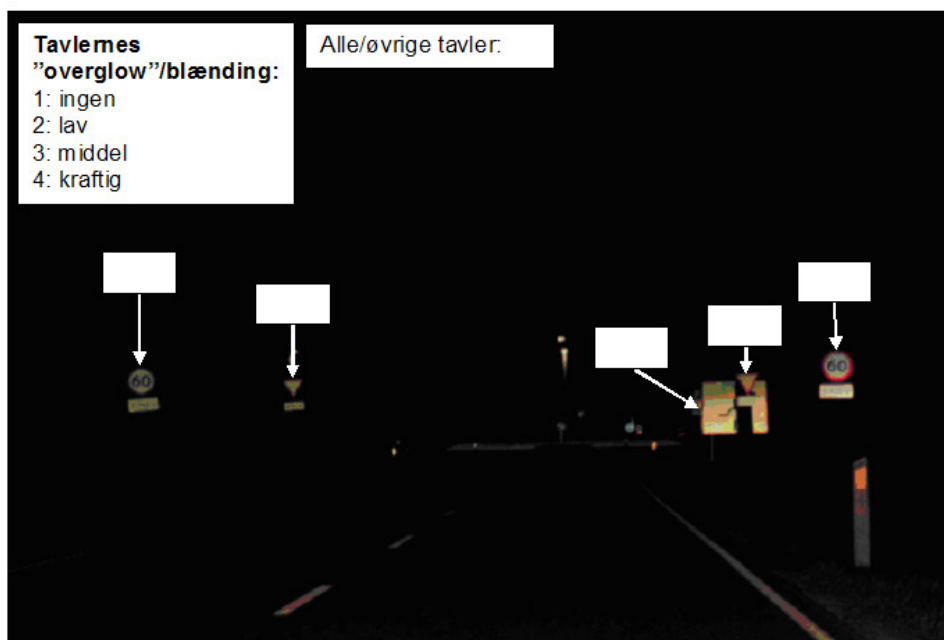 Tavlernes
”overglow”/blænding:
1: ingen
2: lav
3: middel
4: kraftig
Alle/øvrige tavler:
60
60